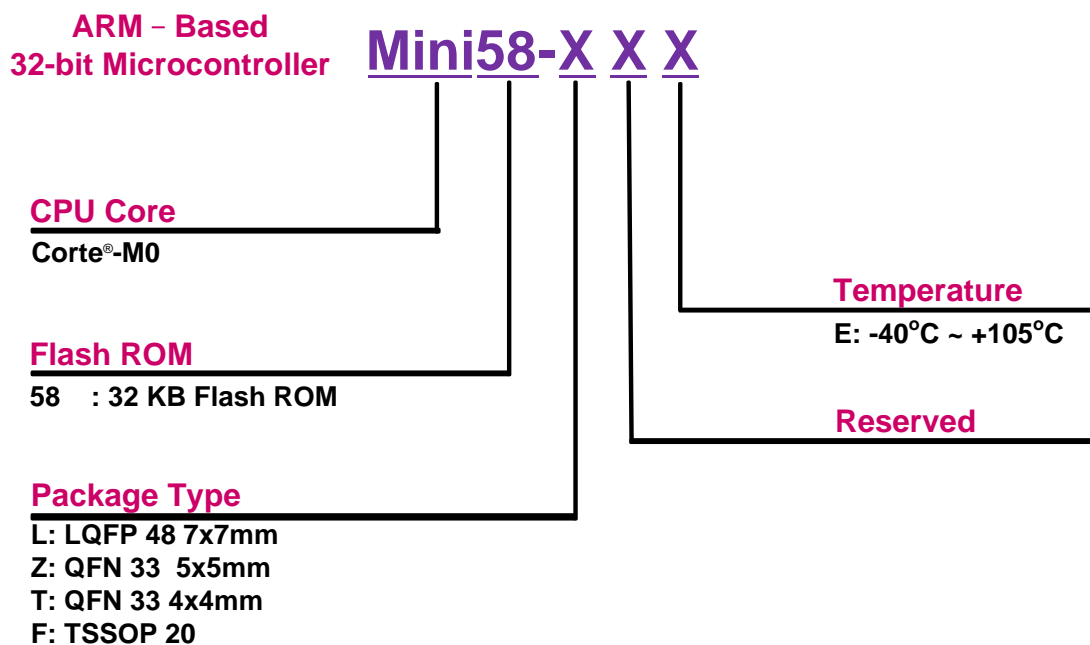 ARM – Based
32-bit Microcontroller
Mini58-X X X
CPU Core
Corte®-M0
Temperature
E: -40°C ~ +105°C
Flash ROM
58 : 32 KB Flash ROM
Reserved
Package Type
L: LQFP 48 7x7mm
Z: QFN 33 5x5mm
T: QFN 33 4x4mm
F: TSSOP 20